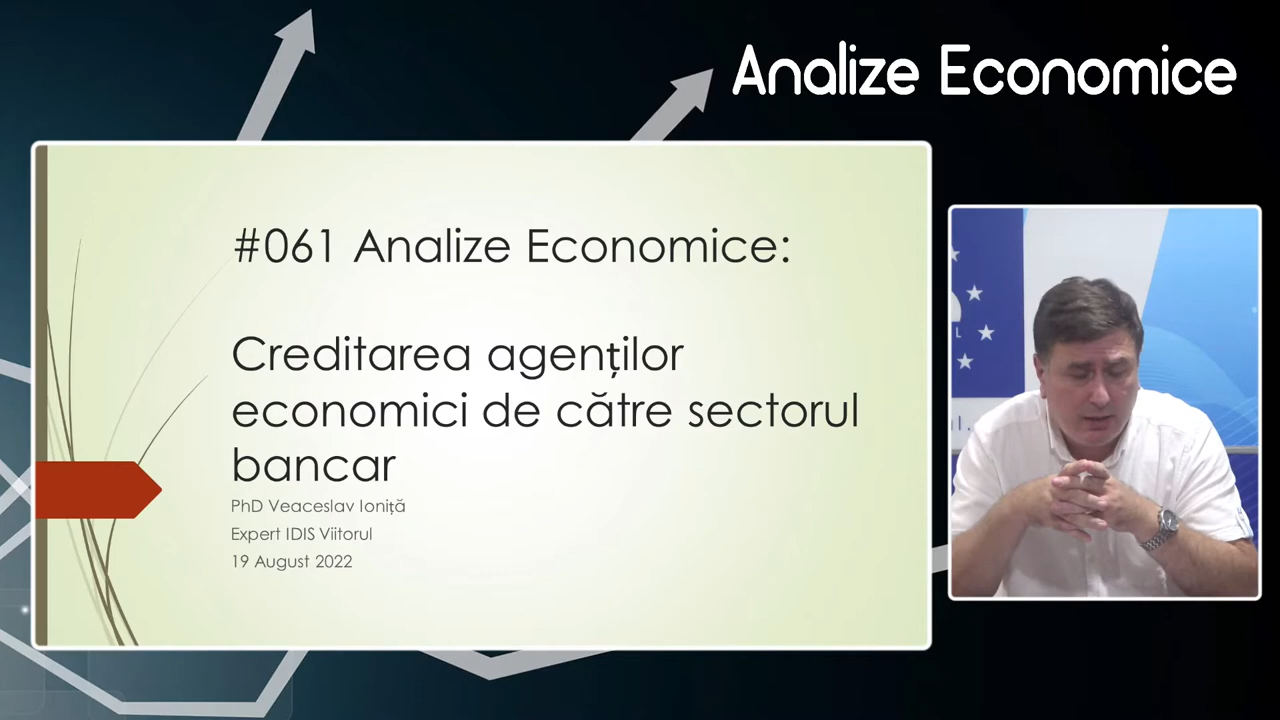 Analize Economice
#061 Analize Economice:
Creditarea agenților
economici de către sectorul
bancar
PhD Veaceslav Ioniță
Expert IDIS Viitorul
19 August 2022